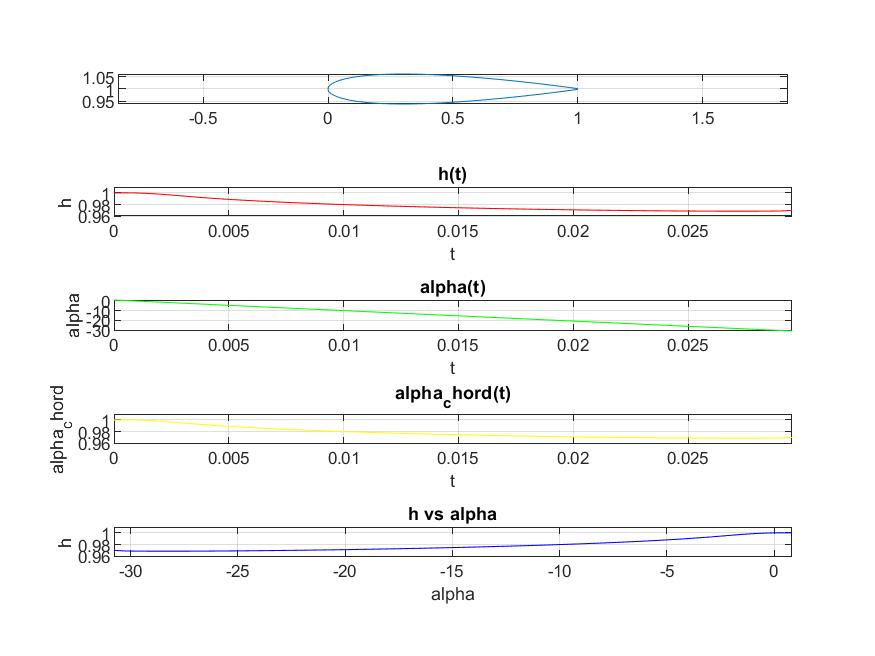 1.05
1
0.95
-0.5 0 0.5 1 1.5
h(t)
h
1
0.98
0.96
0 0.005 0.01 0.015 0.02 0.025
t
alpha(t)
alpha
0
-10
-20
-30
0 0.005 0.01 0.015 0.02 0.025
t
alpha_chord(t)
alpha_chord
1
0.98
0.96
0 0.005 0.01 0.015 0.02 0.025
t
h vs alpha
h
1
0.98
0.96
-30 -25 -20 -15 -10 -5 0
alpha